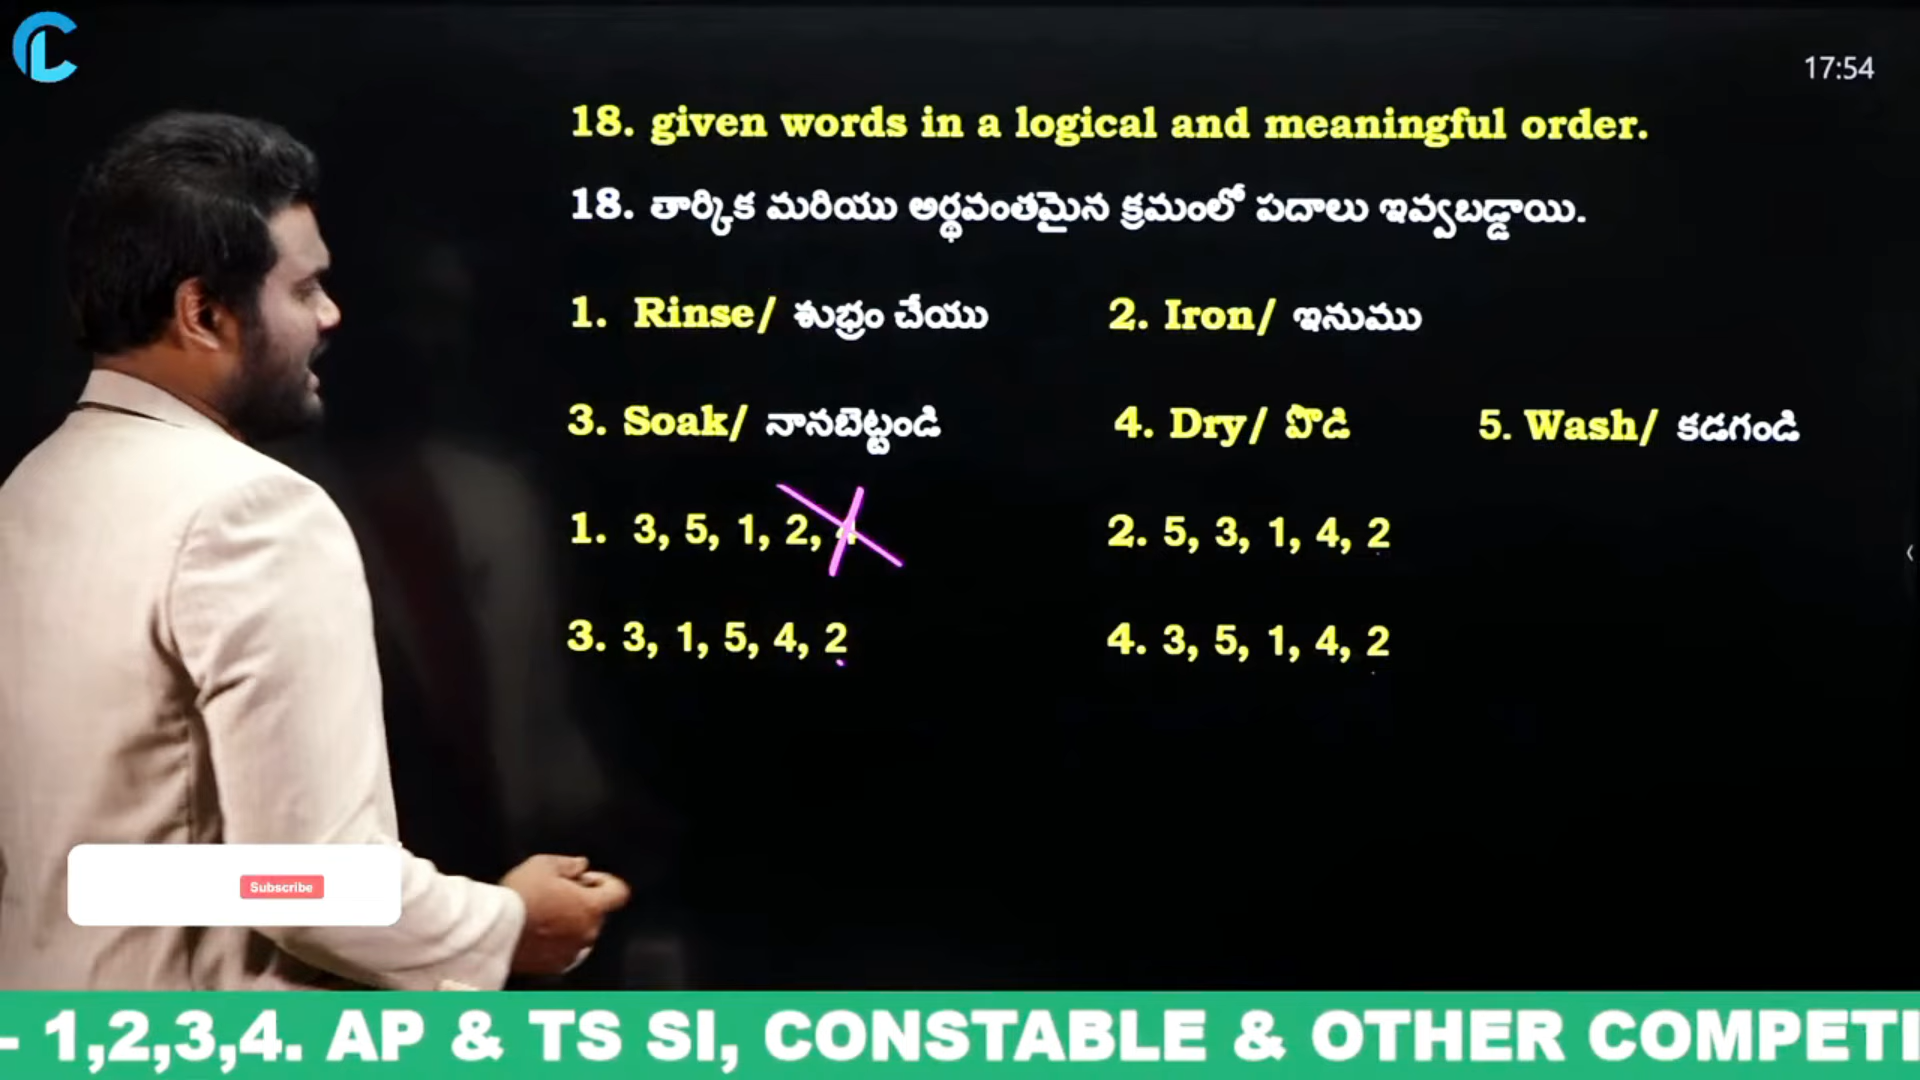 17:54
18. given words in a logical and meaningful order.
18. తార్కిక మరియు అర్థవంతమైన క్రమంలో పదాలు ఇవ్వబడ్డాయి.
1. Rinse/ శుభ్రం చేయు 2. Iron/ ఇనుము
3. Soak/ నానబెట్టండి 4. Dry/ పొడి 5. Wash/ కడగండి
1. 3, 5, 1, 2, 4 2. 5, 3, 1, 4, 2
3. 3, 1, 5, 4, 2 4. 3, 5, 1, 4, 2
Subscribe
- 1,2,3,4. AP & TS SI, CONSTABLE & OTHER COMPETI